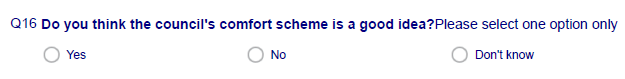 Q16 Do you think the council's comfort scheme is a good idea?Please select one option only
Yes No Don't know